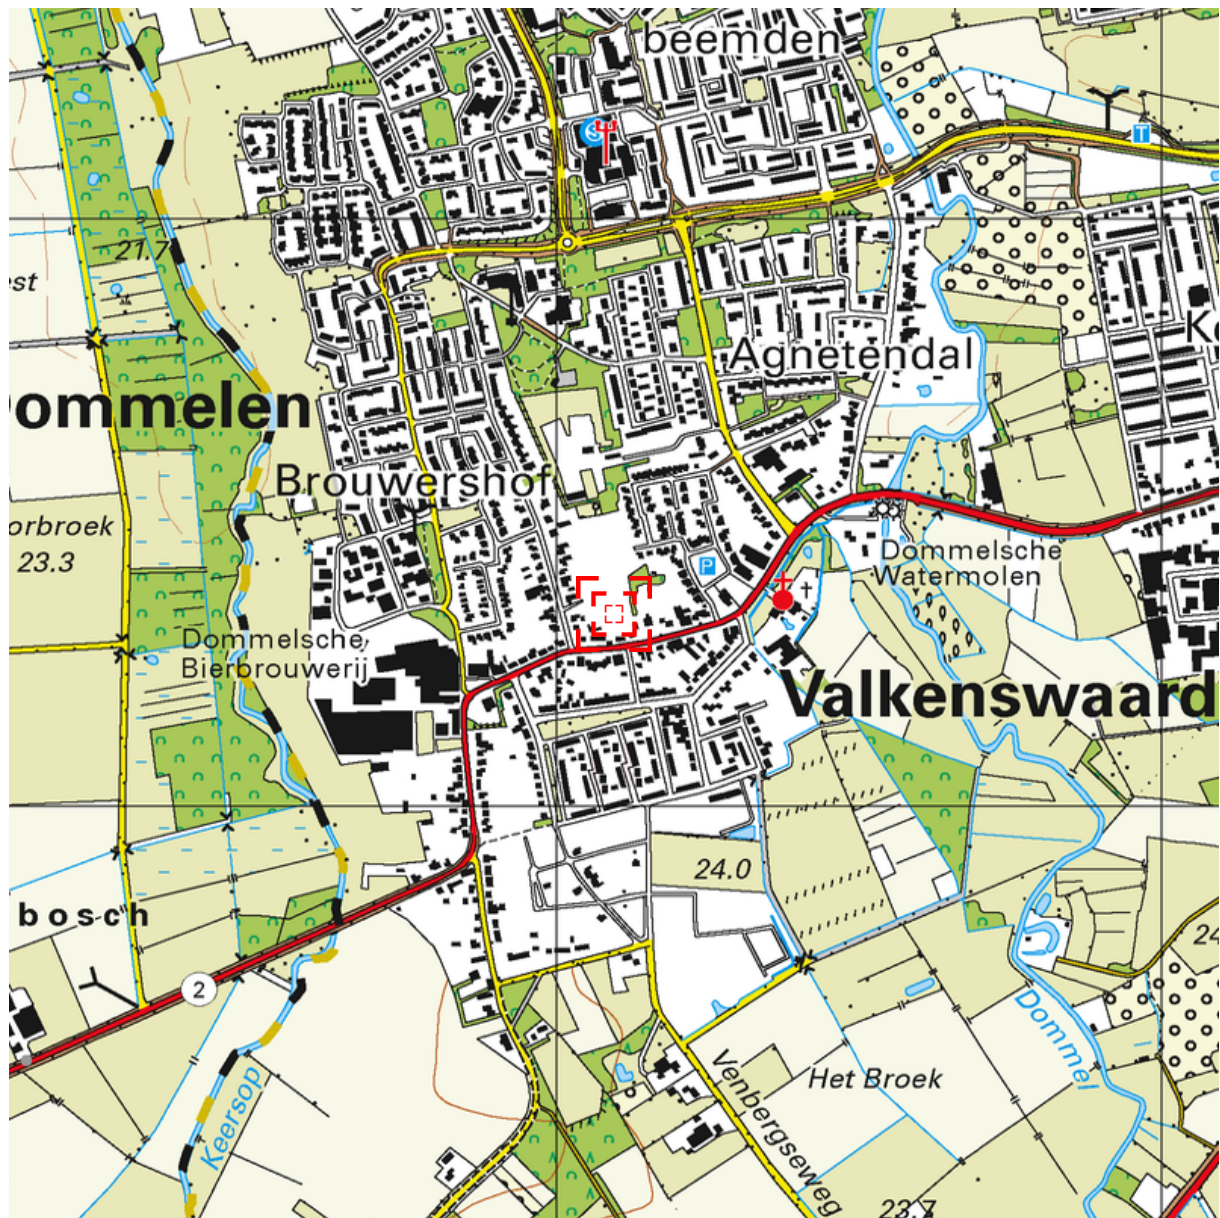 beemden
S
T
21.7
est
Agnetendal
ommelen
Brouwershof
orbroek
23.3
P
Dommelsche
Watermolen
Dommelsche
Bierbrouwerij
Valkenswaard
24.0
bosch
24
2
Keersop
Dommel
Venbergseweg
Het Broek
23.7